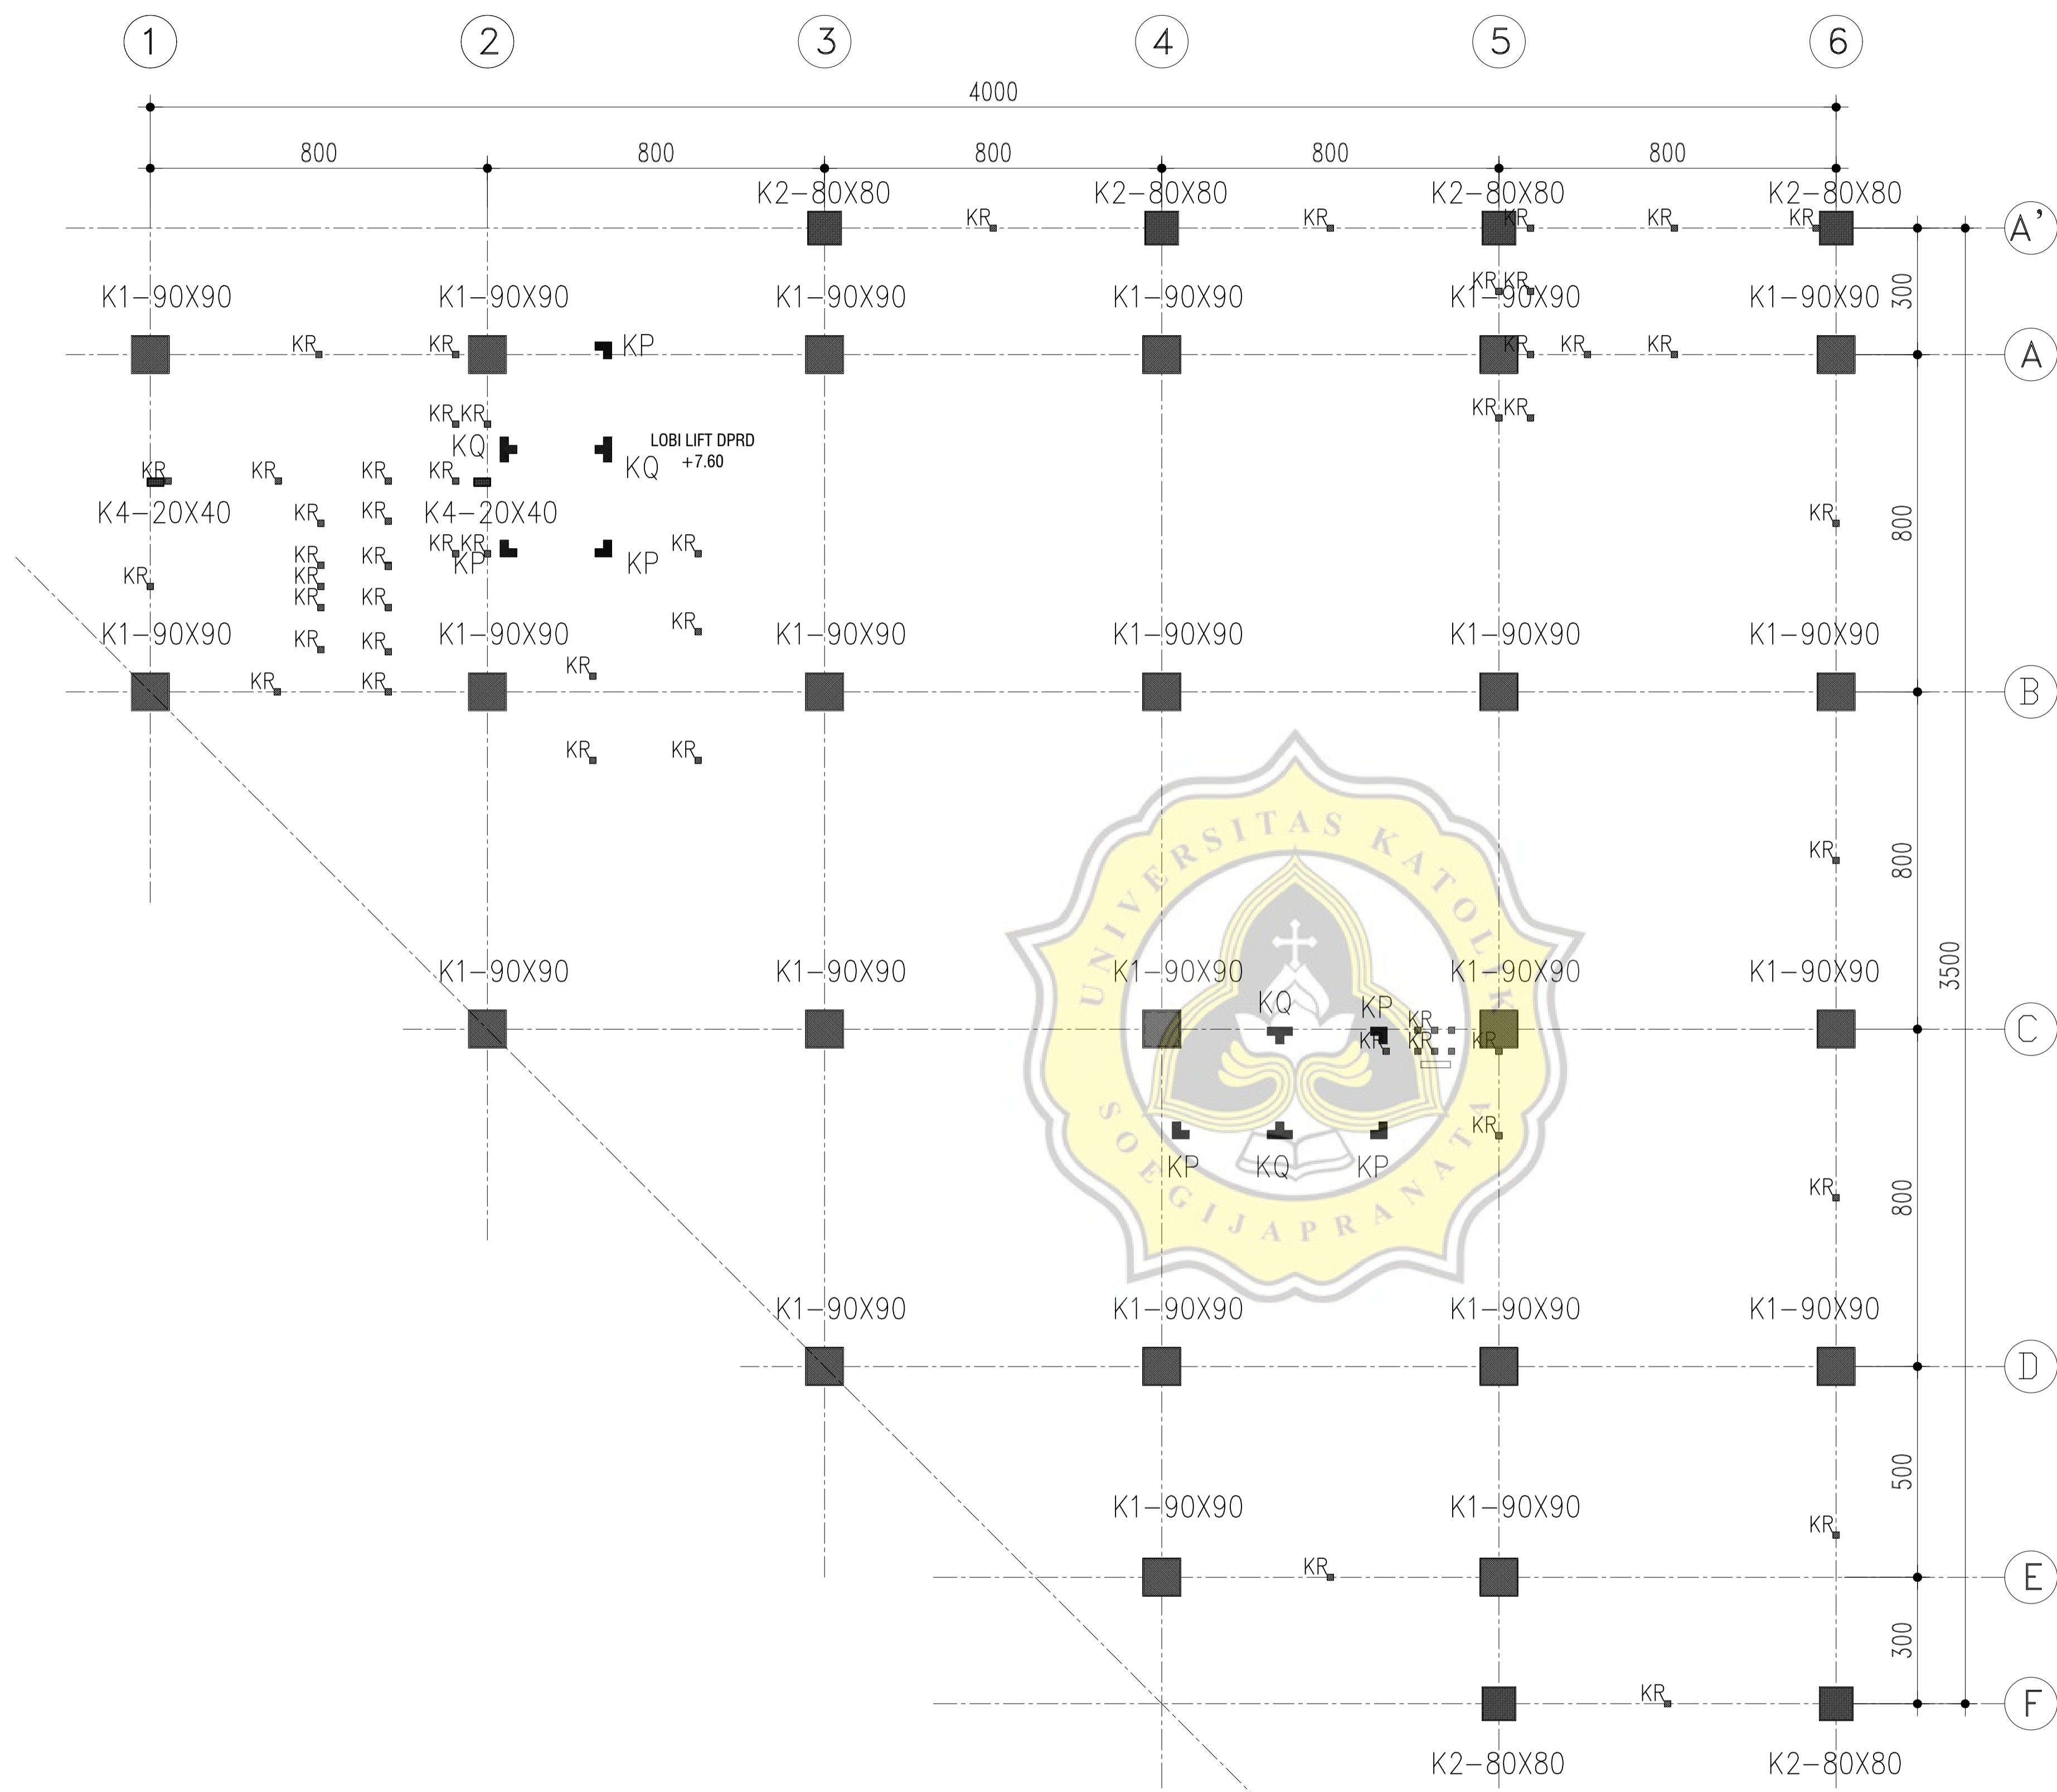 1 2 3 4 5 6
4000
800 800 800 800 800
K2-80X80 K2-80X80 K2-80X80 K2-80X80
KR KR KR KR KR A'
KR KR
K1-90X90 K1-90X90 K1-90X90 K1-90X90 K1-90X90 K1-90X90 300
KR KR KP KR KR KR A
KR KR KR KR
KQ LOBI LIFT DPRD
KQ +7.60
KR KR KR KR
K4-20X40 K4-20X40
KR KR KR 800
KR KR KR KR KR
KP KP
KR KR
KR KR
K1-90X90 K1-90X90 K1-90X90 K1-90X90 K1-90X90 K1-90X90
KR
KR KR
KR
KR KR B
KR KR
UNIVERSITAS KATOLIK
KR 800
K1-90X90 K1-90X90 K1-90X90 K1-90X90 K1-90X90 3500
KQ KP
KR
C
KR KR KR
KR
KP KQ KP
KR 800
SOEGIJAPRANATA
K1-90X90 K1-90X90 K1-90X90 K1-90X90
D
500
K1-90X90 K1-90X90
KR
KR E
300
KR F
K2-80X80 K2-80X80